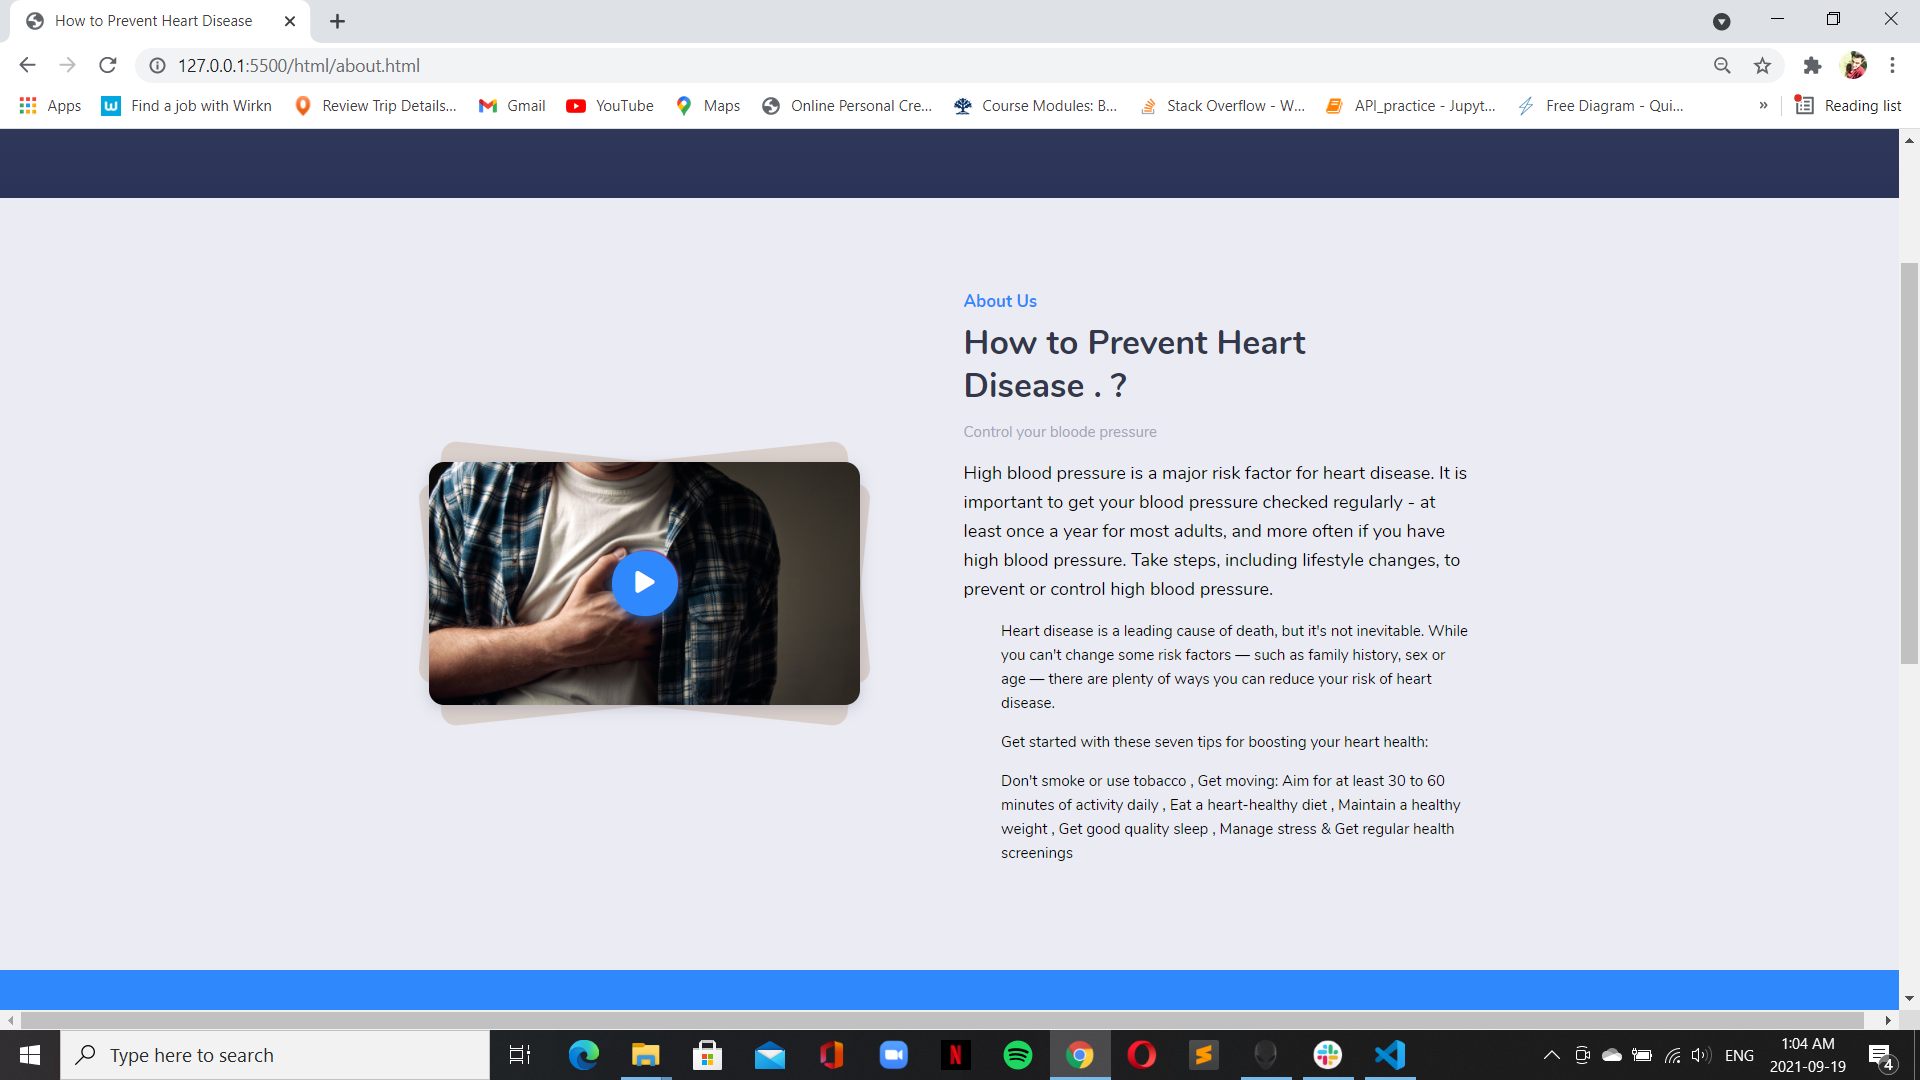 How to Prevent Heart Disease
127.0.0.1:5500/html/about.html
Apps
Find a job with Wirkn
Review Trip Details...
Gmail
YouTube
Maps
Online Personal Cre...
Course Modules: B...
Stack Overflow - W...
API_practice - Jupyt...
Free Diagram - Qui...
»
Reading list
About Us
How to Prevent Heart
Disease . ?
Control your bloode pressure
High blood pressure is a major risk factor for heart disease. It is
important to get your blood pressure checked regularly - at
least once a year for most adults, and more often if you have
high blood pressure. Take steps, including lifestyle changes, to
prevent or control high blood pressure.
Heart disease is a leading cause of death, but it's not inevitable. While
you can't change some risk factors — such as family history, sex or
age — there are plenty of ways you can reduce your risk of heart
disease.
Get started with these seven tips for boosting your heart health:
Don't smoke or use tobacco , Get moving: Aim for at least 30 to 60
minutes of activity daily , Eat a heart-healthy diet , Maintain a healthy
weight , Get good quality sleep , Manage stress & Get regular health
screenings
Type here to search
ENG
1:04 AM
2021-09-19
4